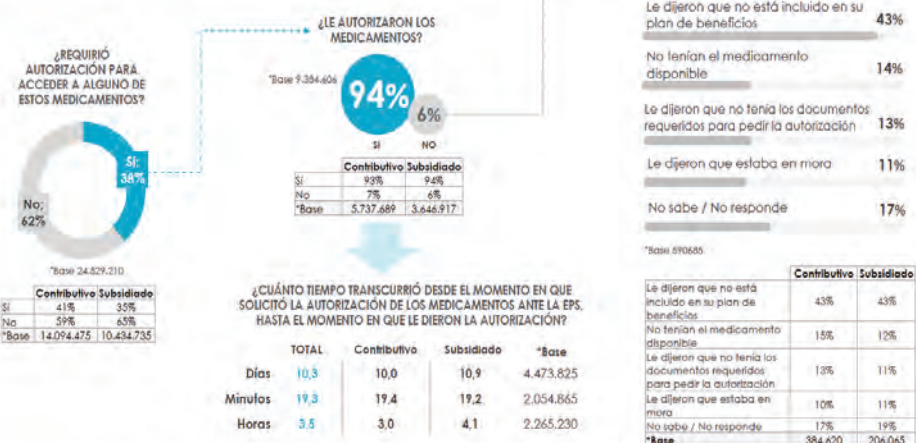 ¿REQUIRIÓ
AUTORIZACIÓN PARA
ACCEDER A ALGUNO DE
ESTOS MEDICAMENTOS?
Sí;
38%
No;
62%
*Base 24.529.210
Contributivo Subsidiado
Sí 41% 35%
No 59% 65%
*Base 14.094.475 10.434.735
¿LE AUTORIZARON LOS
MEDICAMENTOS?
*Base 9.384.606
94%
6%
SI NO
Contributivo Subsidiado
Sí 93% 94%
No 7% 6%
*Base 5.737.689 3.646.917
¿CUÁNTO TIEMPO TRANSCURRIÓ DESDE EL MOMENTO EN QUE
SOLICITÓ LA AUTORIZACIÓN DE LOS MEDICAMENTOS ANTE LA EPS,
HASTA EL MOMENTO EN QUE LE DIERON LA AUTORIZACIÓN?
TOTAL Contributivo Subsidiado *Base
Días 10,3 10,0 10,9 4.473.825
Minutos 19,3 19,4 19,2 2.054.865
Horas 3,5 3,0 4,1 2.265.230
Le dijeron que no está incluido en su
plan de beneficios 43%
No tenían el medicamento
disponible 14%
Le dijeron que no tenía los documentos
requeridos para pedir la autorización 13%
Le dijeron que estaba en mora 11%
No sabe / No responde 17%
*Base 590685
Contributivo Subsidiado
Le dijeron que no está
incluido en su plan de 43% 43%
beneficios
No tenían el medicamento
disponible 15% 12%
Le dijeron que no tenía los
documentos requeridos 13% 11%
para pedir la autorización
Le dijeron que estaba en
mora 10% 11%
No sabe / No responde 17% 19%
*Base 384.620 206.065